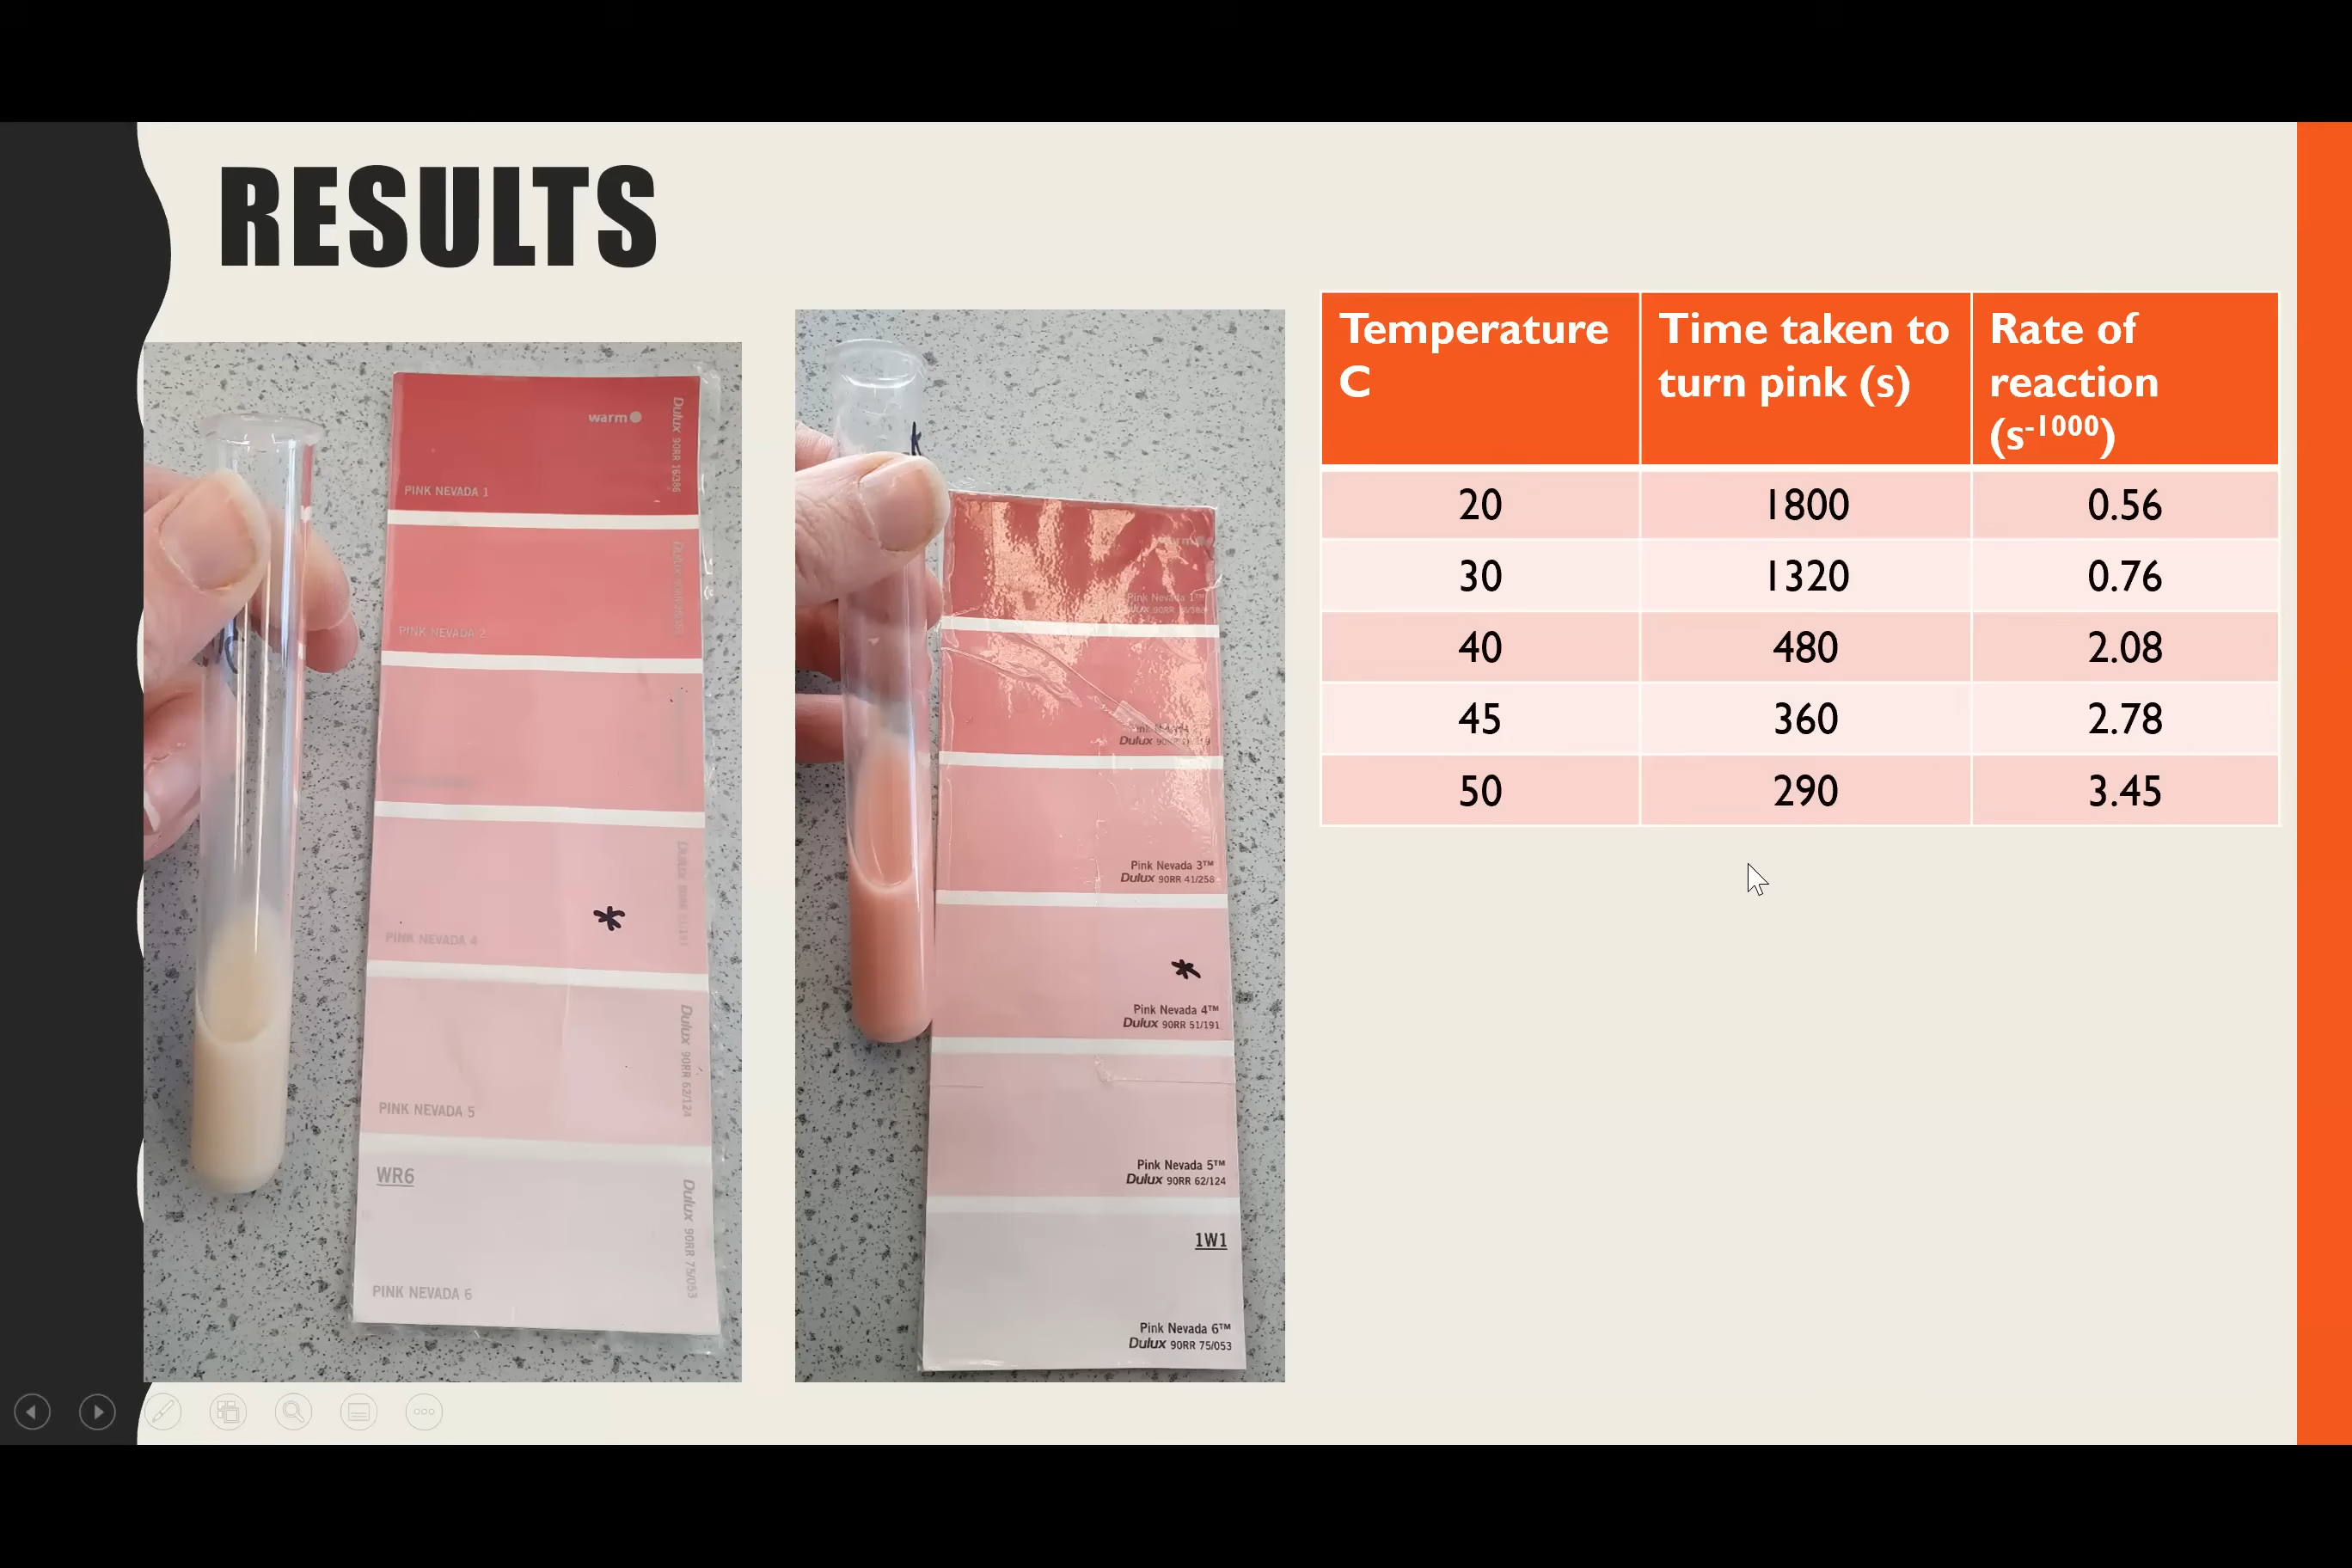 RESULTS
warm
Dulux 90RR 16/386
PINK NEVADA 1
PINK NEVADA 2
PINK NEVADA 4
PINK NEVADA 5
Dulux 90RR 62/124
WR6
Dulux 90RR 75/053
PINK NEVADA 6
Pink Nevada 1™
Dulux
Pink Nevada 3™
Dulux 90RR 41/258
Pink Nevada 4™
Dulux 90RR 51/191
Pink Nevada 5™
Dulux 90RR 62/124
1W1
Pink Nevada 6™
Dulux 90RR 75/053
Temperature C Time taken to turn pink (s) Rate of reaction (s⁻¹⁰⁰⁰)
20 1800 0.56
30 1320 0.76
40 480 2.08
45 360 2.78
50 290 3.45